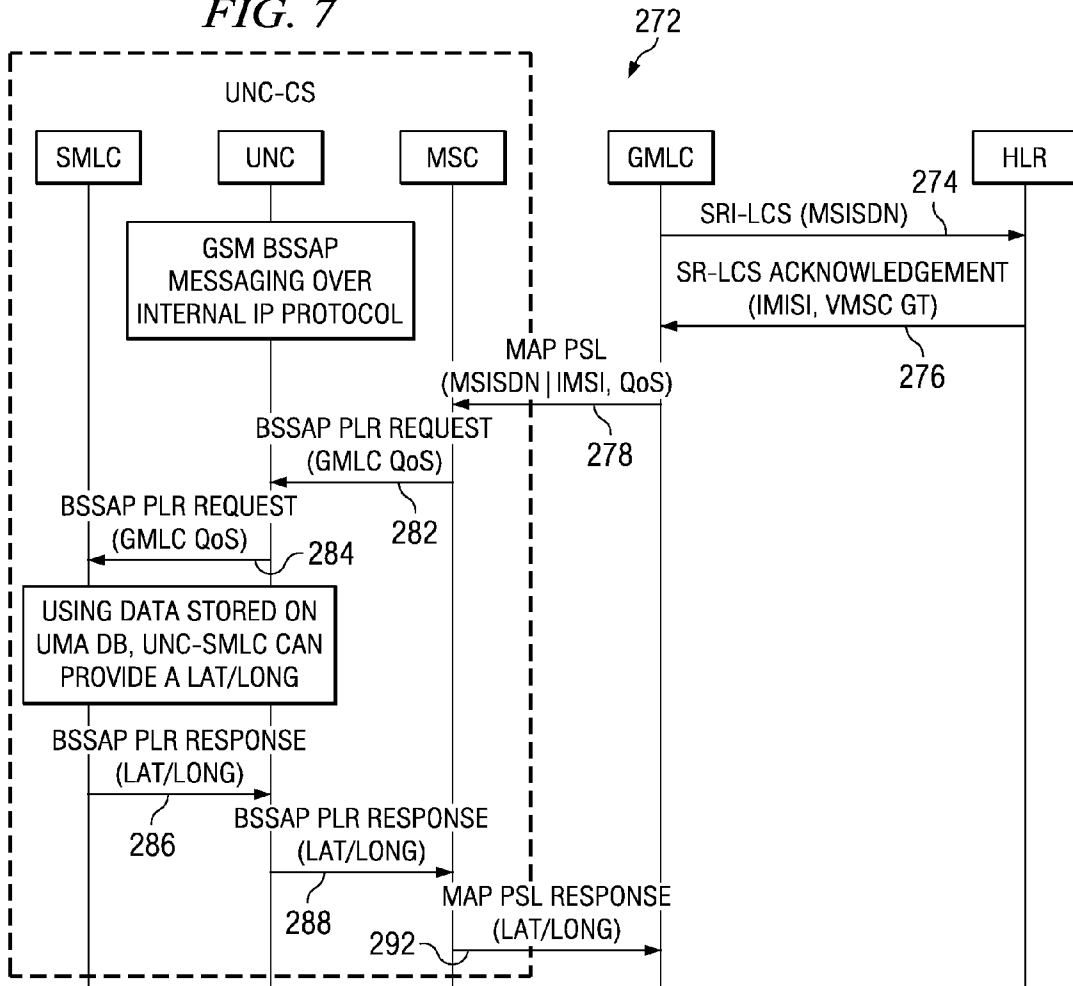 FIG. 7
272
UNC-CS
SMLC
UNC
MSC
GMLC
HLR
274
SRI-LCS (MSISDN)
GSM BSSAP
MESSAGING OVER
INTERNAL IP PROTOCOL
SR-LCS ACKNOWLEDGEMENT
(IMISI, VMSC GT)
276
MAP PSL
(MSISDN | IMSI, QoS)
278
BSSAP PLR REQUEST
(GMLC QoS)
282
BSSAP PLR REQUEST
(GMLC QoS)
284
USING DATA STORED ON
UMA DB, UNC-SMLC CAN
PROVIDE A LAT/LONG
BSSAP PLR RESPONSE
(LAT/LONG)
286
BSSAP PLR RESPONSE
(LAT/LONG)
288
MAP PSL RESPONSE
(LAT/LONG)
292